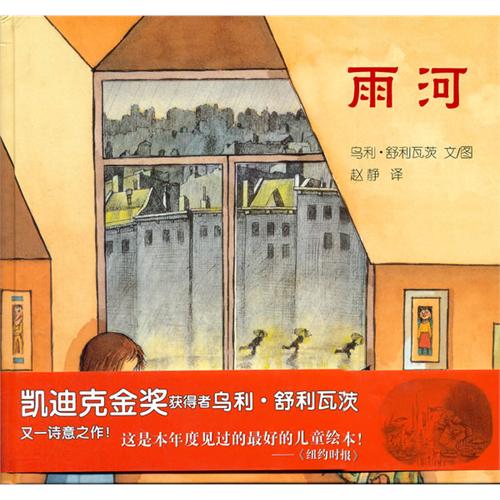 雨河
乌利·舒利瓦茨 文/图
赵静 译
凯迪克金奖获得者乌利·舒利瓦茨
又一诗意之作！ 这是本年度见过的最好的儿童绘本！
——《纽约时报》